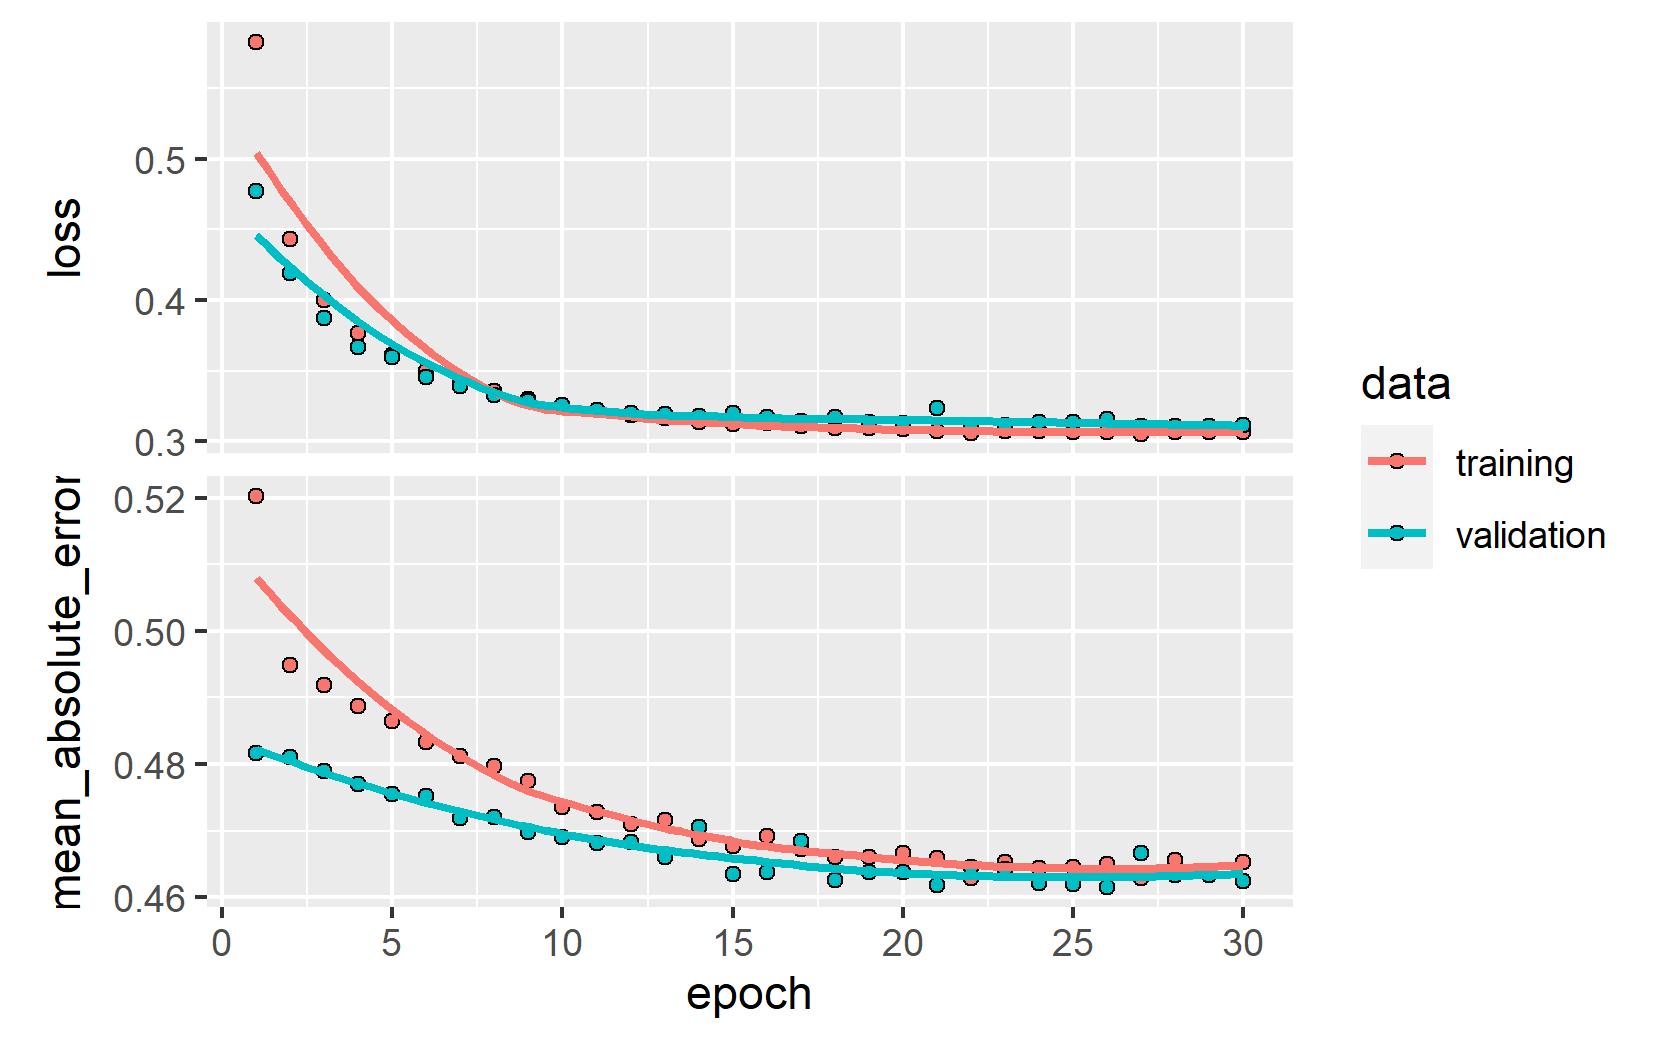 0.5
0.4
0.3
loss
0.52
0.50
0.48
0.46
mean_absolute_error
0 5 10 15 20 25 30
epoch
data
training
validation